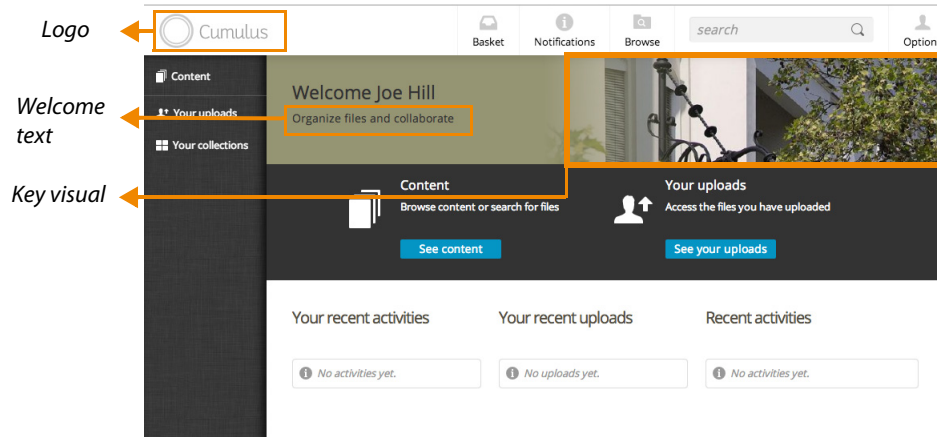 Logo
Cumulus
Basket
Notifications
Browse
search
Option
Content
Your uploads
Your collections
Welcome Joe Hill
Organize files and collaborate
Welcome
text
Key visual
Content
Browse content or search for files
See content
Your uploads
Access the files you have uploaded
See your uploads
Your recent activities
Your recent uploads
Recent activities
No activities yet.
No uploads yet.
No activities yet.